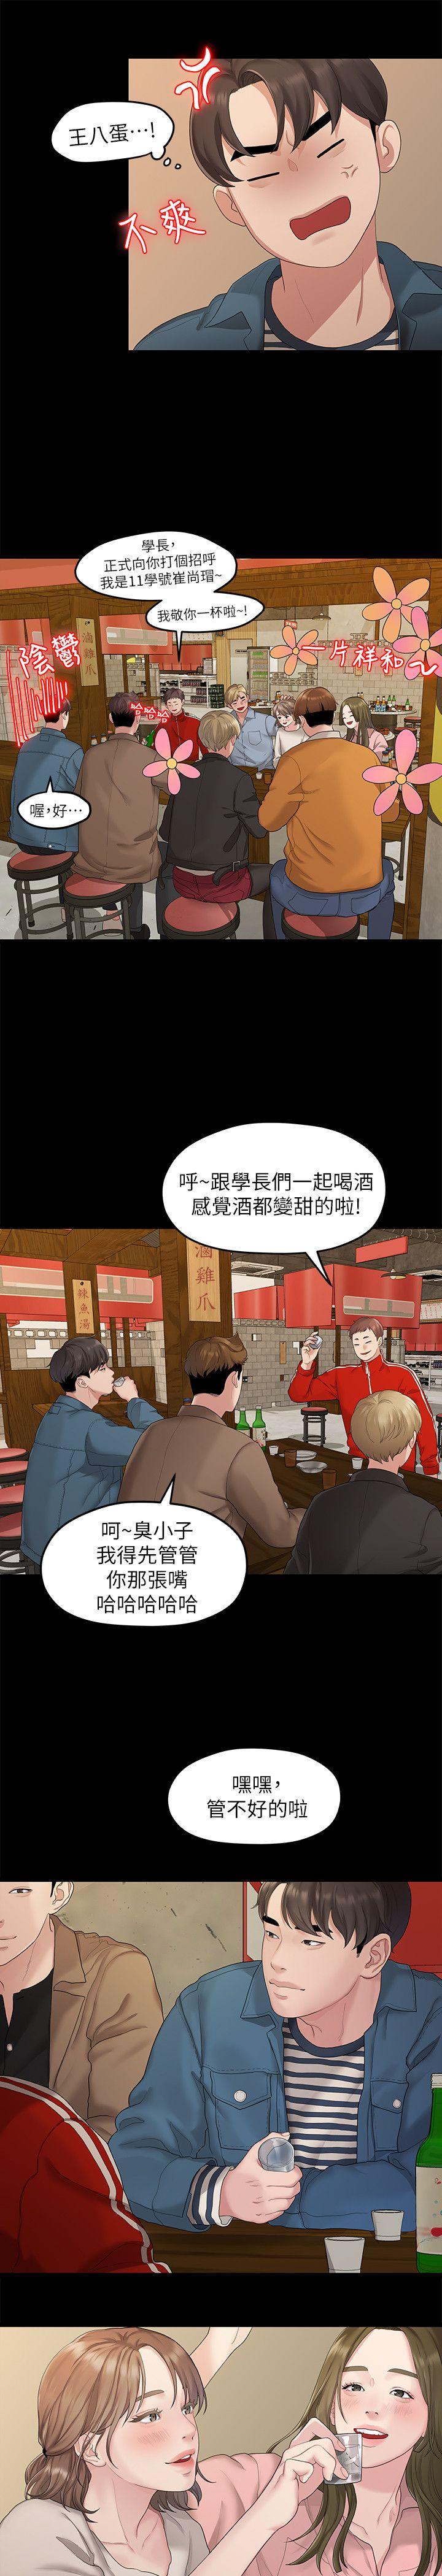 王八蛋…!
不爽
學長,
正式向你打個招呼
我是11學號崔尚瑁~
我敬你一杯啦~!
滷雞爪
陰鬱
一片祥和~
哈哈哈
喔,好…
呼~跟學長們一起喝酒
感覺酒都變甜的啦!
滷雞爪
辣魚湯
呵~臭小子
我得先管管
你那張嘴
哈哈哈哈哈
嘿嘿,
管不好的啦